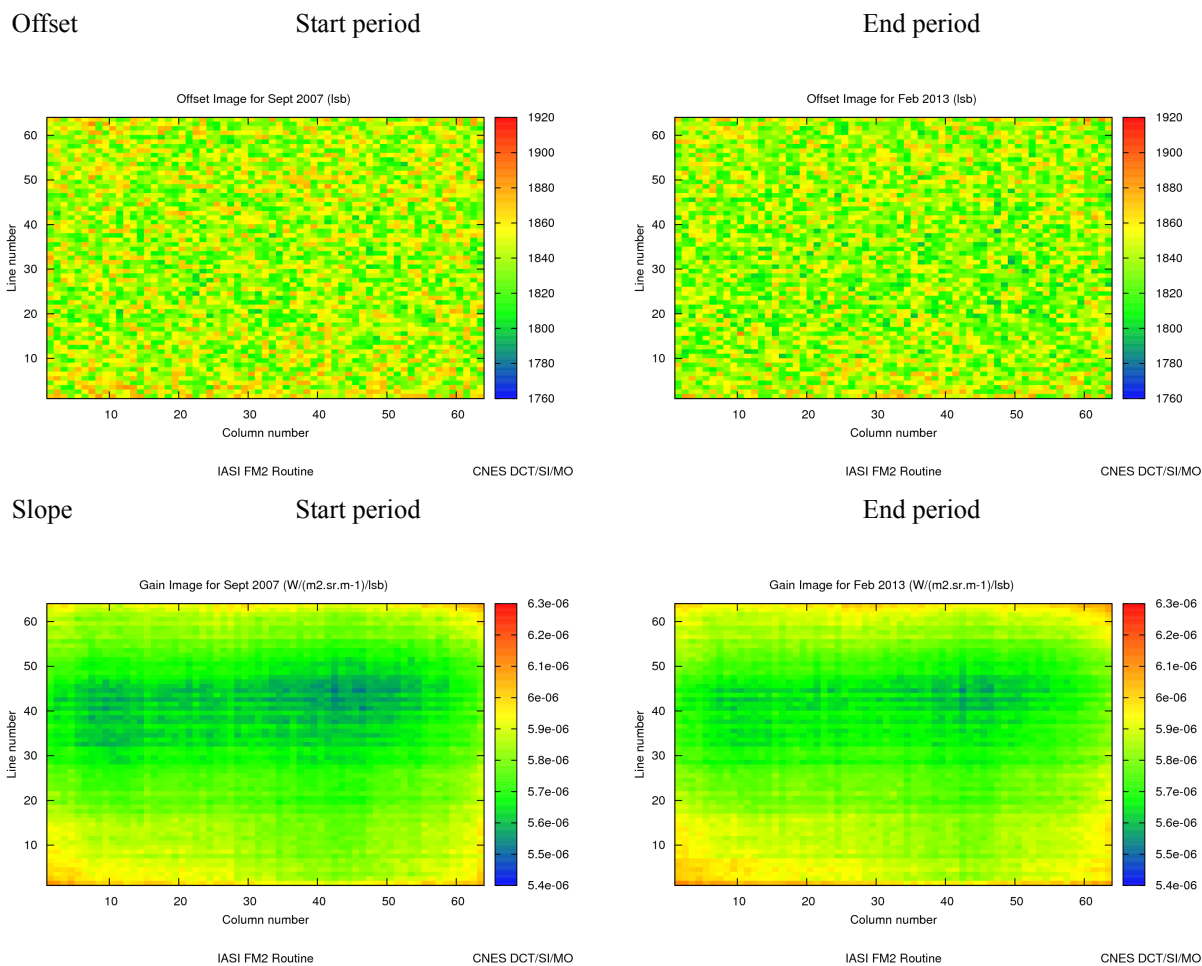 Offset Start period End period
Offset Image for Sept 2007 (lsb)
1920
1900
1880
1860
1840
1820
1800
1780
1760
60
50
40
30
20
10
Line number
10 20 30 40 50 60
Column number
IASI FM2 Routine CNES DCT/SI/MO
Offset Image for Feb 2013 (lsb)
1920
1900
1880
1860
1840
1820
1800
1780
1760
60
50
40
30
20
10
Line number
10 20 30 40 50 60
Column number
IASI FM2 Routine CNES DCT/SI/MO
Slope Start period End period
Gain Image for Sept 2007 (W/(m2.sr.m-1)/lsb)
6.3e-06
6.2e-06
6.1e-06
6e-06
5.9e-06
5.8e-06
5.7e-06
5.6e-06
5.5e-06
5.4e-06
60
50
40
30
20
10
Line number
10 20 30 40 50 60
Column number
IASI FM2 Routine CNES DCT/SI/MO
Gain Image for Feb 2013 (W/(m2.sr.m-1)/lsb)
6.3e-06
6.2e-06
6.1e-06
6e-06
5.9e-06
5.8e-06
5.7e-06
5.6e-06
5.5e-06
5.4e-06
60
50
40
30
20
10
Line number
10 20 30 40 50 60
Column number
IASI FM2 Routine CNES DCT/SI/MO